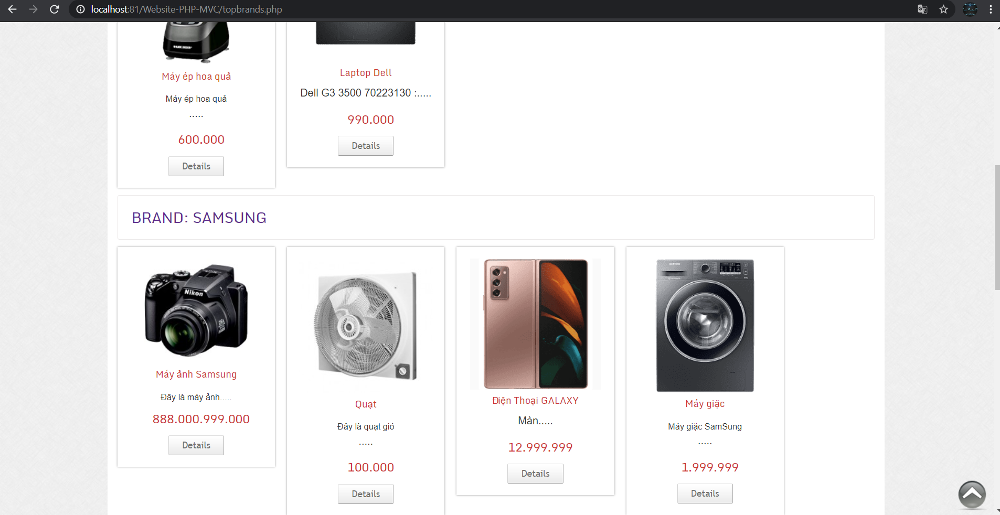 localhost:81/Website-PHP-MVC/topbrands.php
Máy ép hoa quả
Máy ép hoa quả
.....
600.000
Details
Laptop Dell
Dell G3 3500 70223130 :.....
990.000
Details
BRAND: SAMSUNG
Nikon
Máy ảnh Samsung
Đây là máy ảnh.....
888.000.999.000
Details
Quạt
Đây là quạt gió
.....
100.000
Details
Điện Thoại GALAXY
Màn.....
12.999.999
Details
SAMSUNG
Máy giặc
Máy giặc SamSung
.....
1.999.999
Details